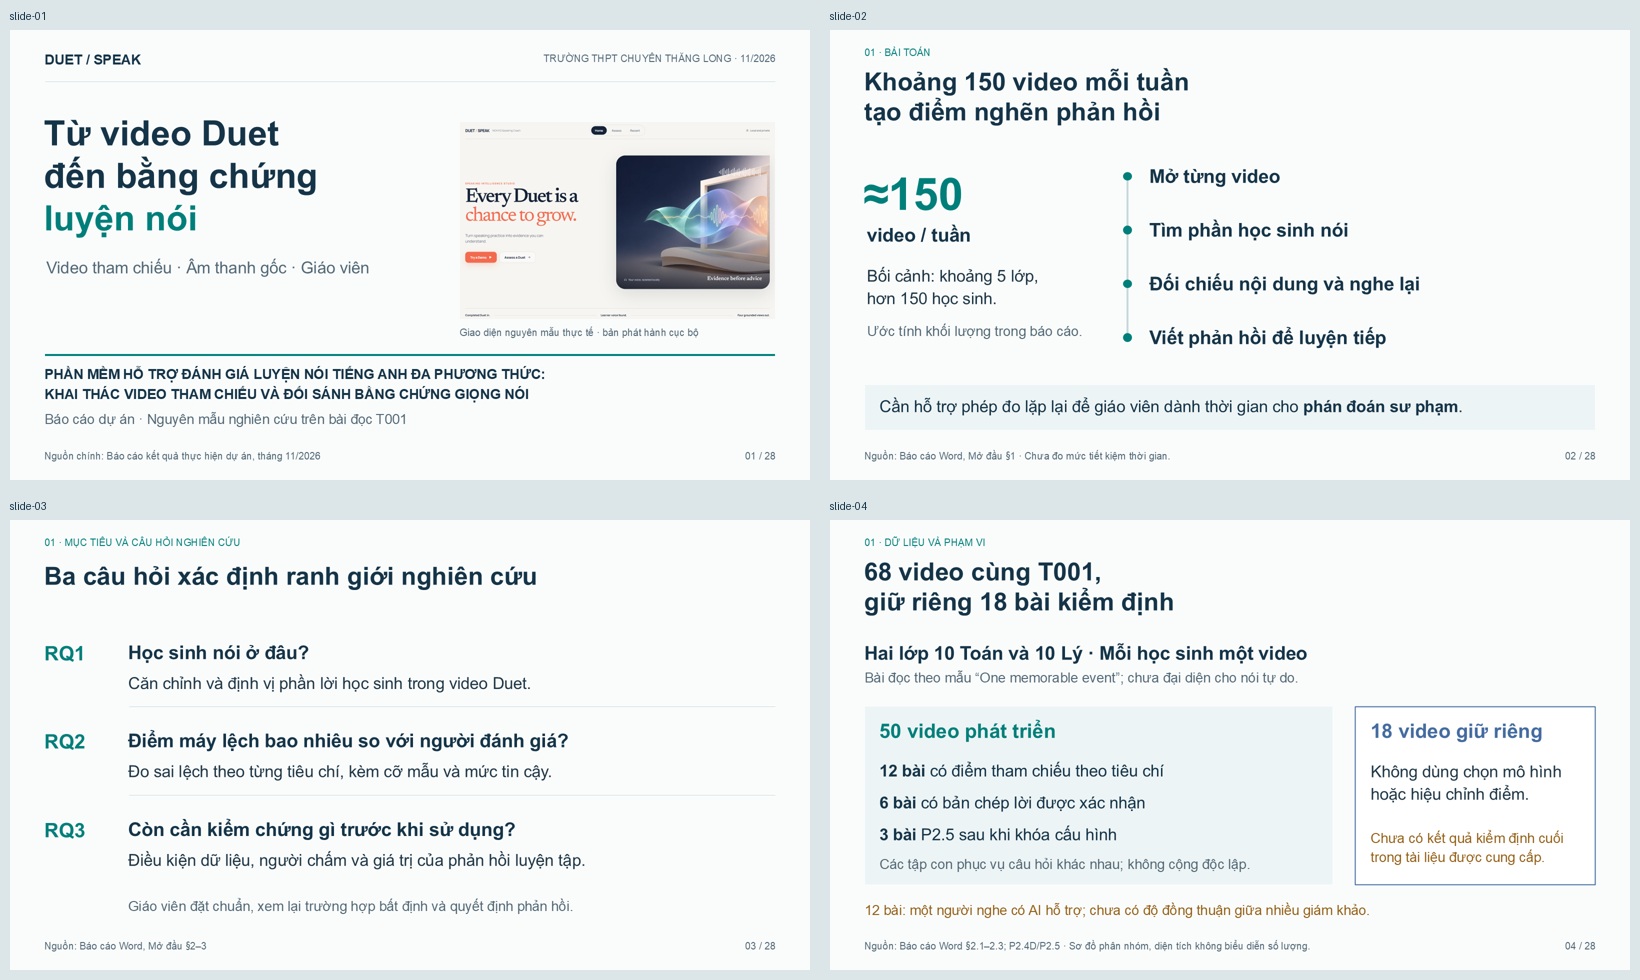 slide-01
DUET / SPEAK
TRƯỜNG THPT CHUYÊN THĂNG LONG · 11/2026
Từ video Duet
đến bằng chứng
luyện nói
Video tham chiếu · Âm thanh gốc · Giáo viên
DUET / SPEAK
Every Duet is a
chance to grow.
Turn speaking practice into evidence you can
understand.
Evidence before advice
Giao diện nguyên mẫu thực tế · bản phát hành cục bộ
PHẦN MỀM HỖ TRỢ ĐÁNH GIÁ LUYỆN NÓI TIẾNG ANH ĐA PHƯƠNG THỨC:
KHAI THÁC VIDEO THAM CHIẾU VÀ ĐỐI SÁNH BẰNG CHỨNG GIỌNG NÓI
Báo cáo dự án · Nguyên mẫu nghiên cứu trên bài đọc T001
Nguồn chính: Báo cáo kết quả thực hiện dự án, tháng 11/2026
01 / 28
slide-02
01 · BÀI TOÁN
Khoảng 150 video mỗi tuần
tạo điểm nghẽn phản hồi
≈150
video / tuần
Bối cảnh: khoảng 5 lớp,
hơn 150 học sinh.
Ước tính khối lượng trong báo cáo.
Mở từng video
Tìm phần học sinh nói
Đối chiếu nội dung và nghe lại
Viết phản hồi để luyện tiếp
Cần hỗ trợ phép đo lặp lại để giáo viên dành thời gian cho phán đoán sư phạm.
Nguồn: Báo cáo Word, Mở đầu §1 · Chưa đo mức tiết kiệm thời gian.
02 / 28
slide-03
01 · MỤC TIÊU VÀ CÂU HỎI NGHIÊN CỨU
Ba câu hỏi xác định ranh giới nghiên cứu
RQ1
Học sinh nói ở đâu?
Căn chỉnh và định vị phần lời học sinh trong video Duet.
RQ2
Điểm máy lệch bao nhiêu so với người đánh giá?
Đo sai lệch theo từng tiêu chí, kèm cỡ mẫu và mức tin cậy.
RQ3
Còn cần kiểm chứng gì trước khi sử dụng?
Điều kiện dữ liệu, người chấm và giá trị của phản hồi luyện tập.
Giáo viên đặt chuẩn, xem lại trường hợp bất định và quyết định phản hồi.
Nguồn: Báo cáo Word, Mở đầu §2–3
03 / 28
slide-04
01 · DỮ LIỆU VÀ PHẠM VI
68 video cùng T001,
giữ riêng 18 bài kiểm định
Hai lớp 10 Toán và 10 Lý · Mỗi học sinh một video
Bài đọc theo mẫu “One memorable event”; chưa đại diện cho nói tự do.
50 video phát triển
12 bài có điểm tham chiếu theo tiêu chí
6 bài có bản chép lời được xác nhận
3 bài P2.5 sau khi khóa cấu hình
Các tập con phục vụ câu hỏi khác nhau; không cộng độc lập.
18 video giữ riêng
Không dùng chọn mô hình
hoặc hiệu chỉnh điểm.
Chưa có kết quả kiểm định cuối
trong tài liệu được cung cấp.
12 bài: một người nghe có AI hỗ trợ; chưa có độ đồng thuận giữa nhiều giám khảo.
Nguồn: Báo cáo Word §2.1–2.3; P2.4D/P2.5 · Sơ đồ phân nhóm, diện tích không biểu diễn số lượng.
04 / 28